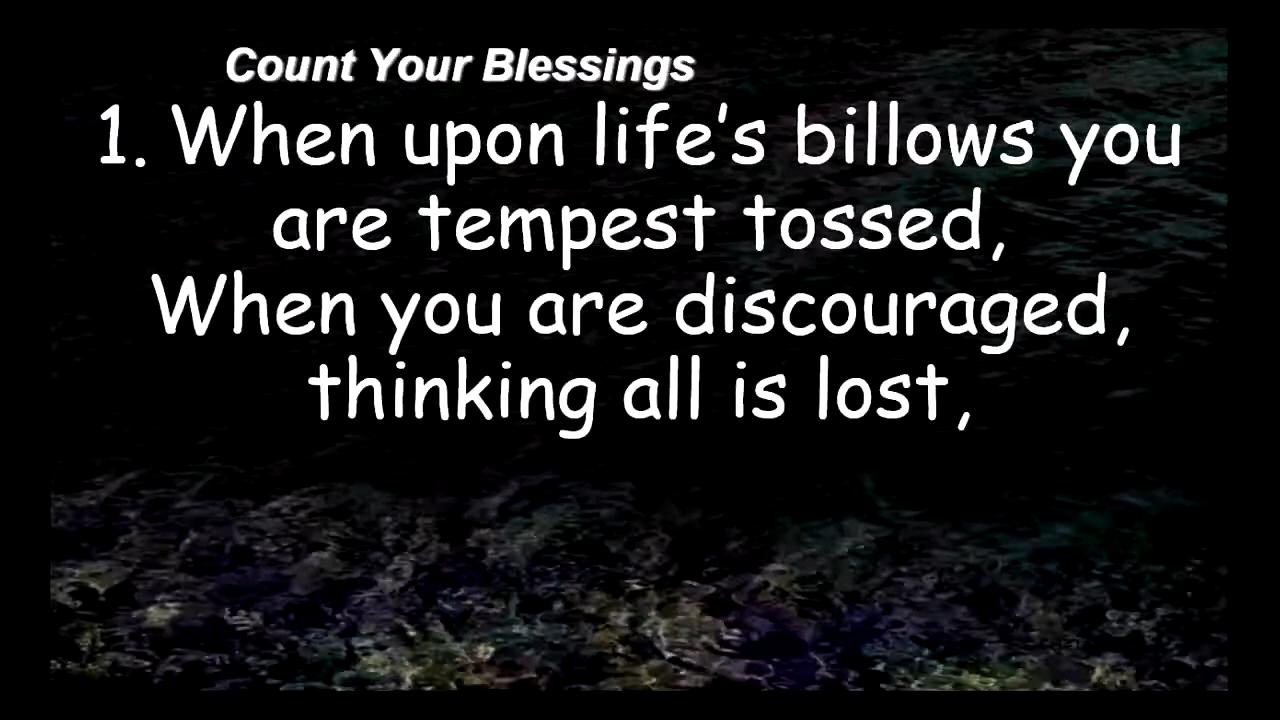 Count Your Blessings
1. When upon life's billows you
are tempest tossed,
When you are discouraged,
thinking all is lost,